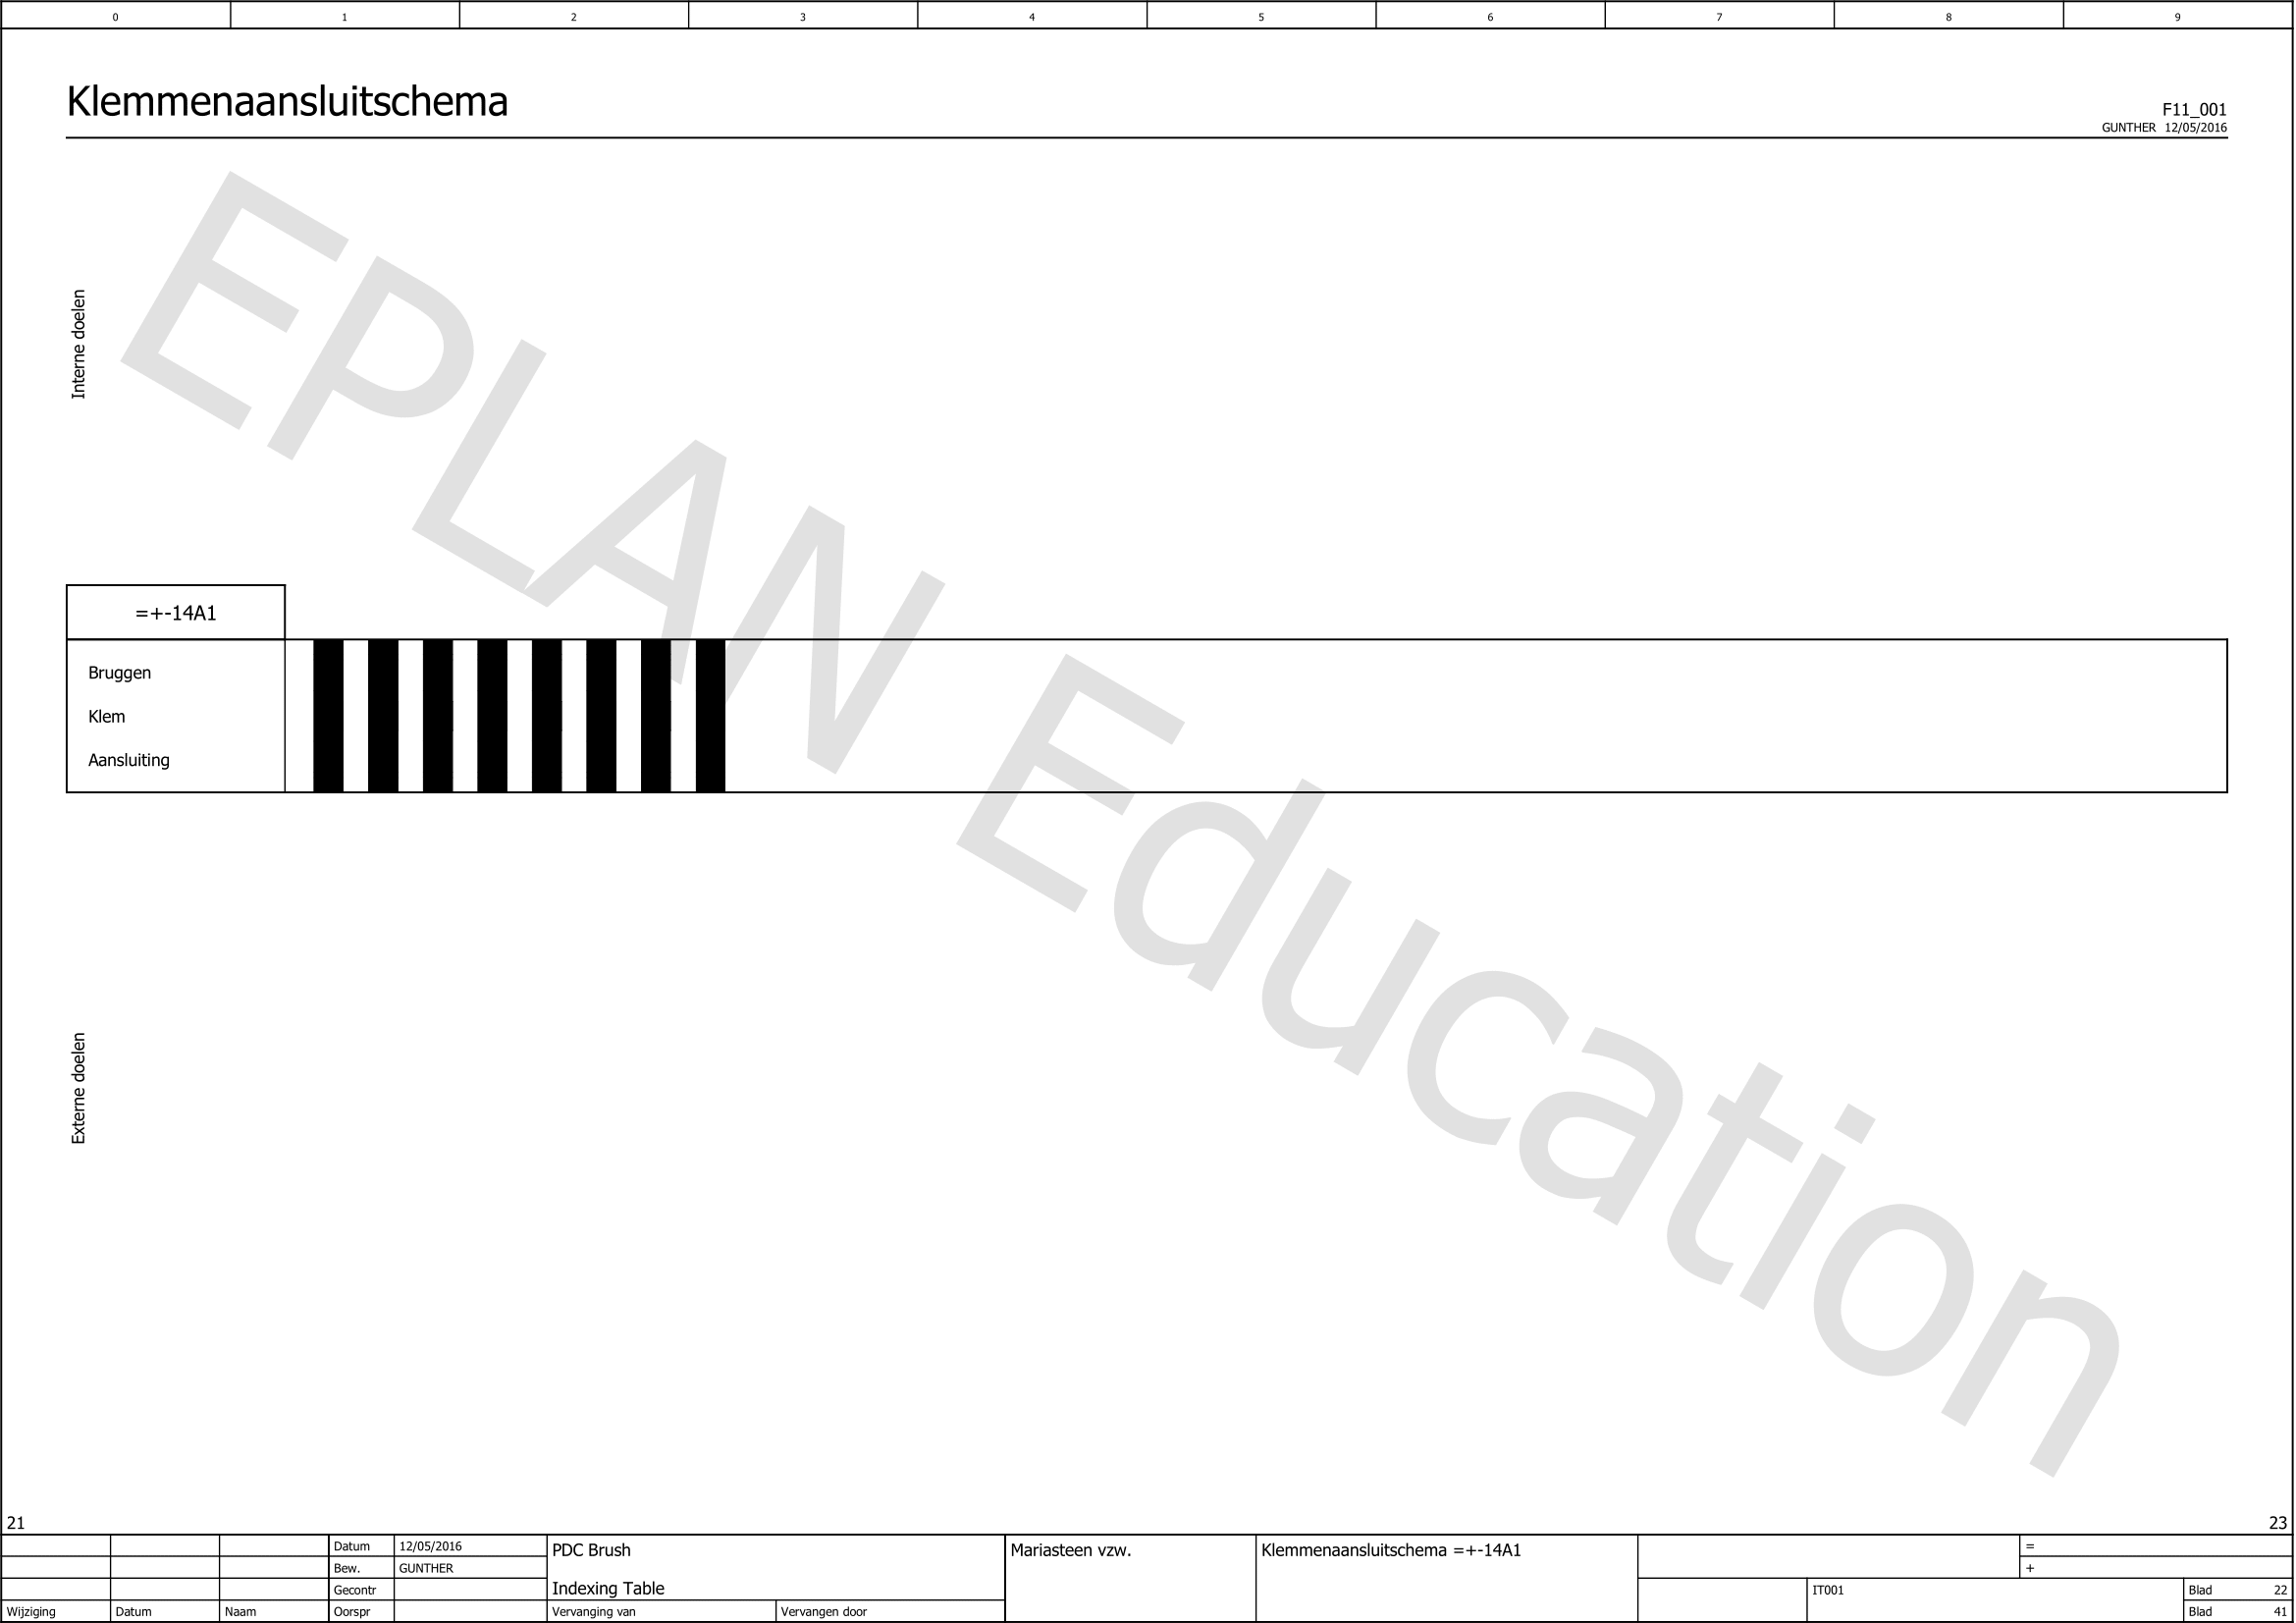 0 1 2 3 4 5 6 7 8 9
Klemmenaansluitschema
F11_001
GUNTHER 12/05/2016
Interne doelen
=+-14A1
Bruggen
Klem
Aansluiting
EPLAN Education
Externe doelen
21 23
Datum 12/05/2016 PDC Brush Mariasteen vzw. Klemmenaansluitschema =+-14A1 =
Bew. GUNTHER +
Gecontr Indexing Table IT001 Blad 22
Wijziging Datum Naam Oorspr Vervanging van Vervangen door Blad 41